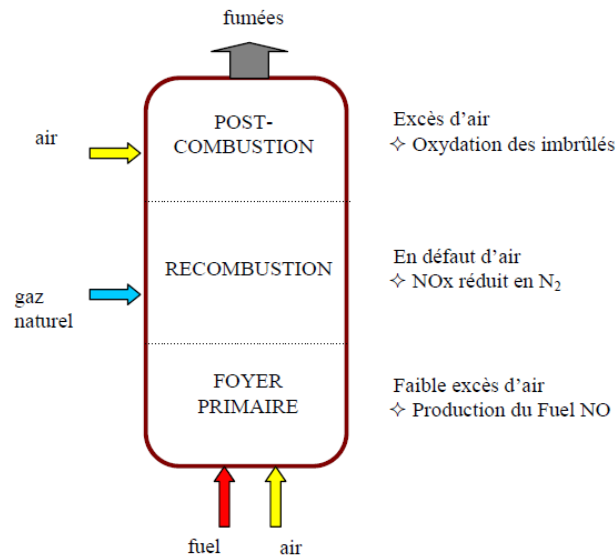 fumées
POST-
COMBUSTION
air
Excès d’air
✧ Oxydation des imbrûlés
RECOMBUSTION
gaz
naturel
En défaut d’air
✧ NOx réduit en N₂
FOYER
PRIMAIRE
Faible excès d’air
✧ Production du Fuel NO
fuel
air